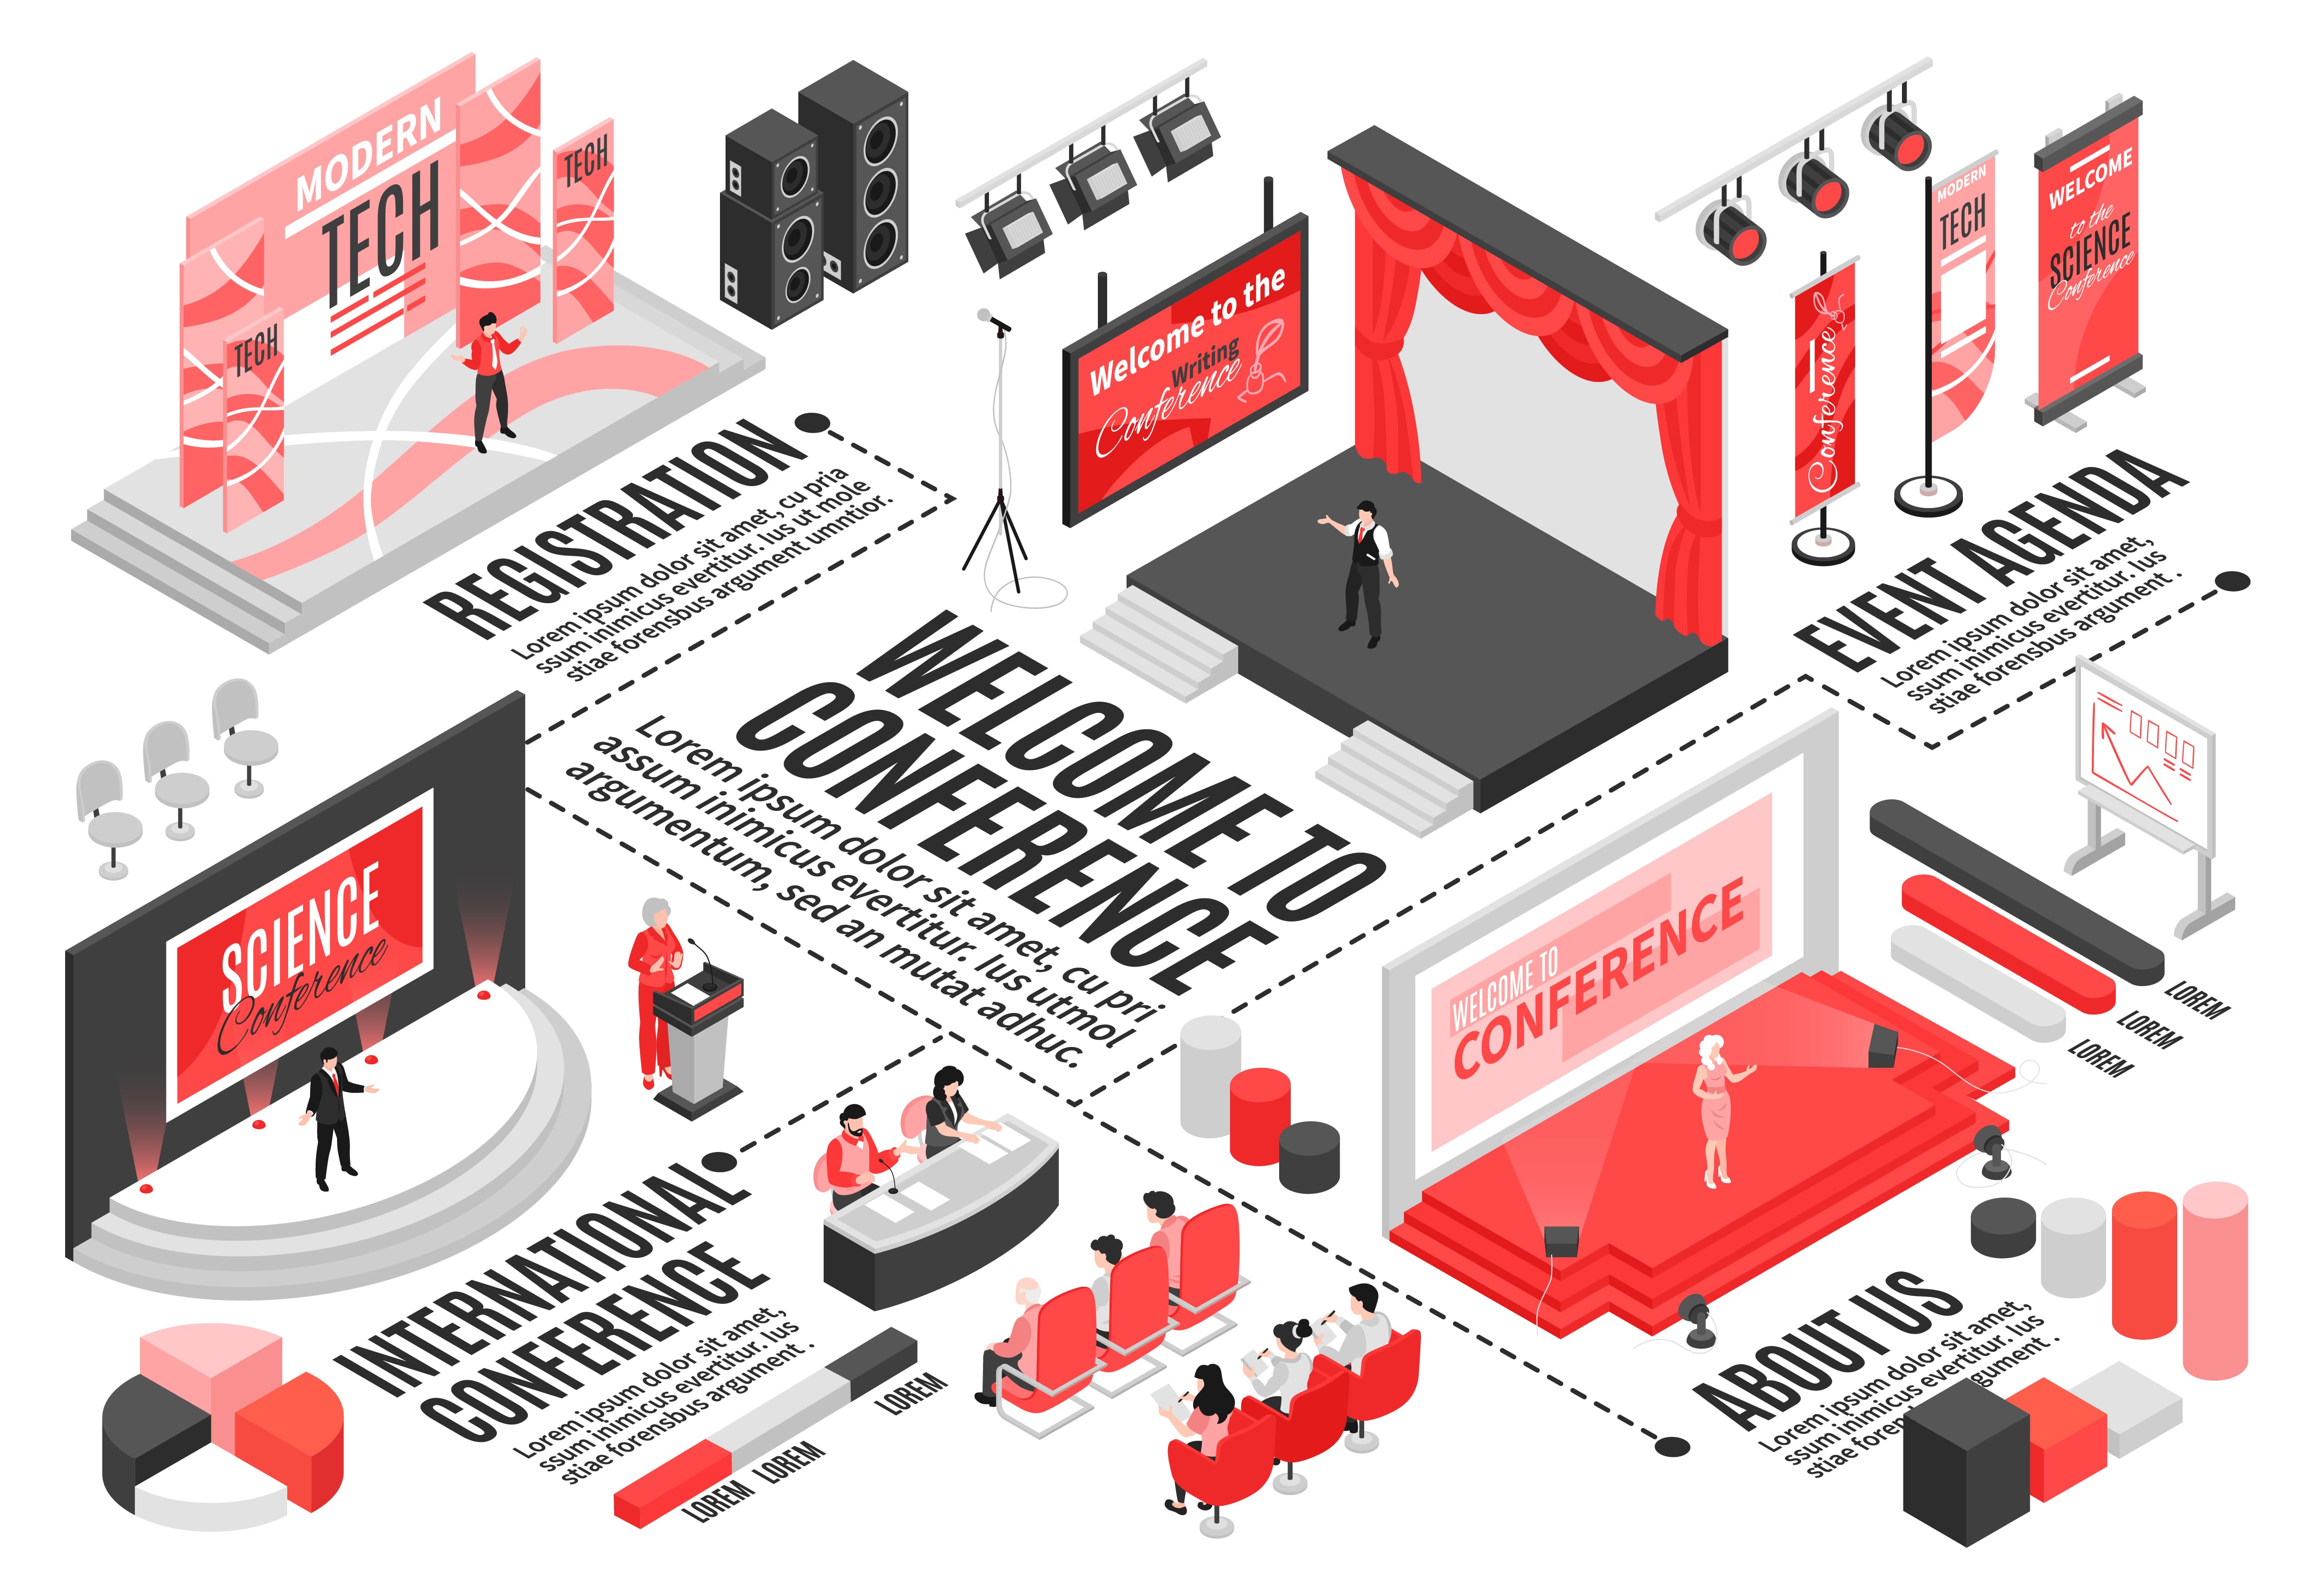 MODERN
TECH
TECH
TECH
Welcome to the
Writing
Conference
Conference
MODERN
TECH
WELCOME
to the
SCIENCE
Conference
REGISTRATION
Lorem ipsum dolor sit amet, cu pria
ssum inimicus evertitur. Ius ut mole
stiae forensbus argument umntior.
EVENT AGENDA
Lorem ipsum dolor sit amet,
ssum inimicus evertitur. Ius
stiae forensbus argument .
WELCOME TO
CONFERENCE
Lorem ipsum dolor sit amet, cu pri
assum inimicus evertitur. Ius utmol
argumentum, sed an mutat adhuc.
SCIENCE
Conference
WELCOME TO
CONFERENCE
LOREM
LOREM
LOREM
INTERNATIONAL
CONFERENCE
Lorem ipsum dolor sit amet,
ssum inimicus evertitur. Ius
stiae forensbus argument .
LOREM
LOREM
LOREM
ABOUT US
Lorem ipsum dolor sit amet,
ssum inimicus evertitur. Ius
stiae gument .